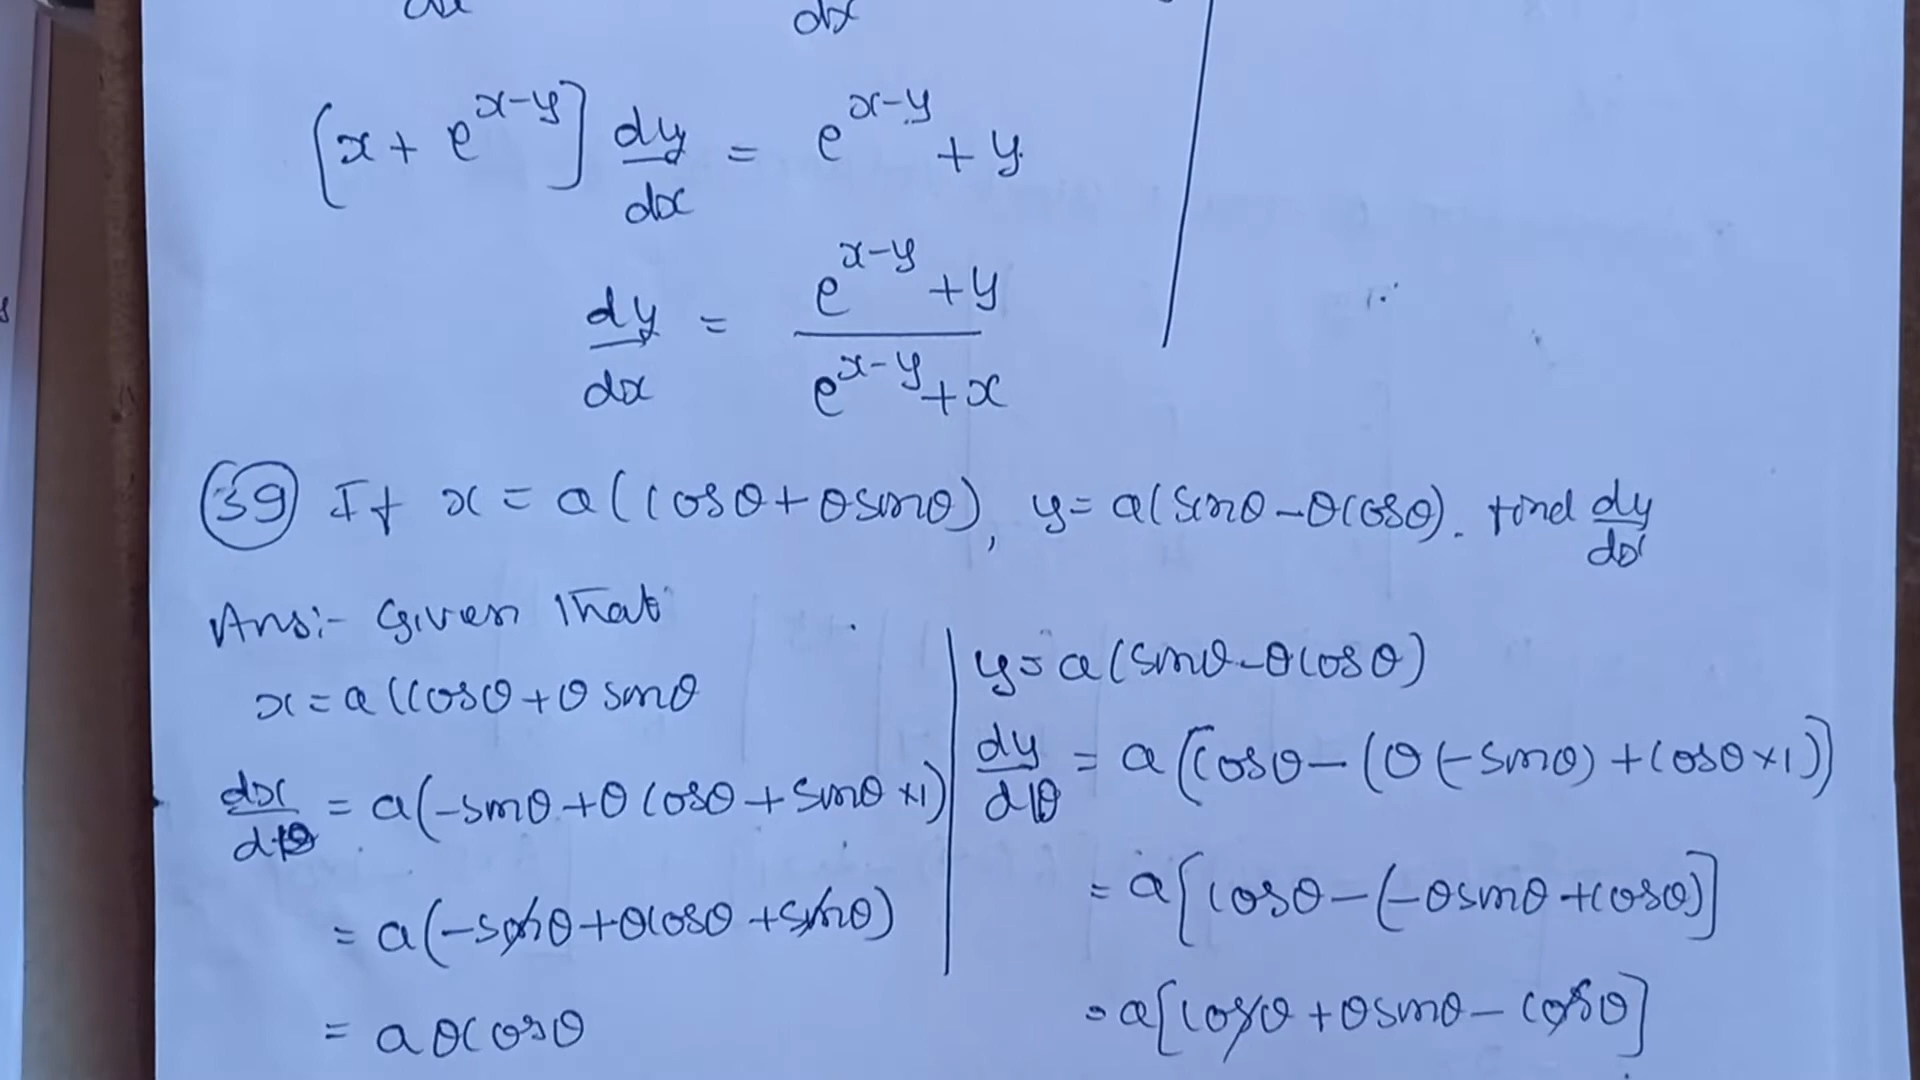 dx dx
[x + e^{x-y}] dy/dx = e^{x-y} + y
dy/dx = (e^{x-y} + y)/(e^{x-y} + x)
39 If x = a(cosθ + θsinθ), y = a(sinθ - θcosθ). find dy/dx
Ans:- Given that
x = a(cosθ + θ sinθ
dx/dθ = a(-sinθ + θ cosθ + sinθ ×1)
= a(-sinθ + θcosθ + sinθ)
= aθcosθ
y = a(sinθ - θcosθ)
dy/dθ = a(cosθ - (θ(-sinθ) + cosθ×1))
= a[cosθ - (-θsinθ + cosθ)]
= a[cosθ + θsinθ - cosθ]